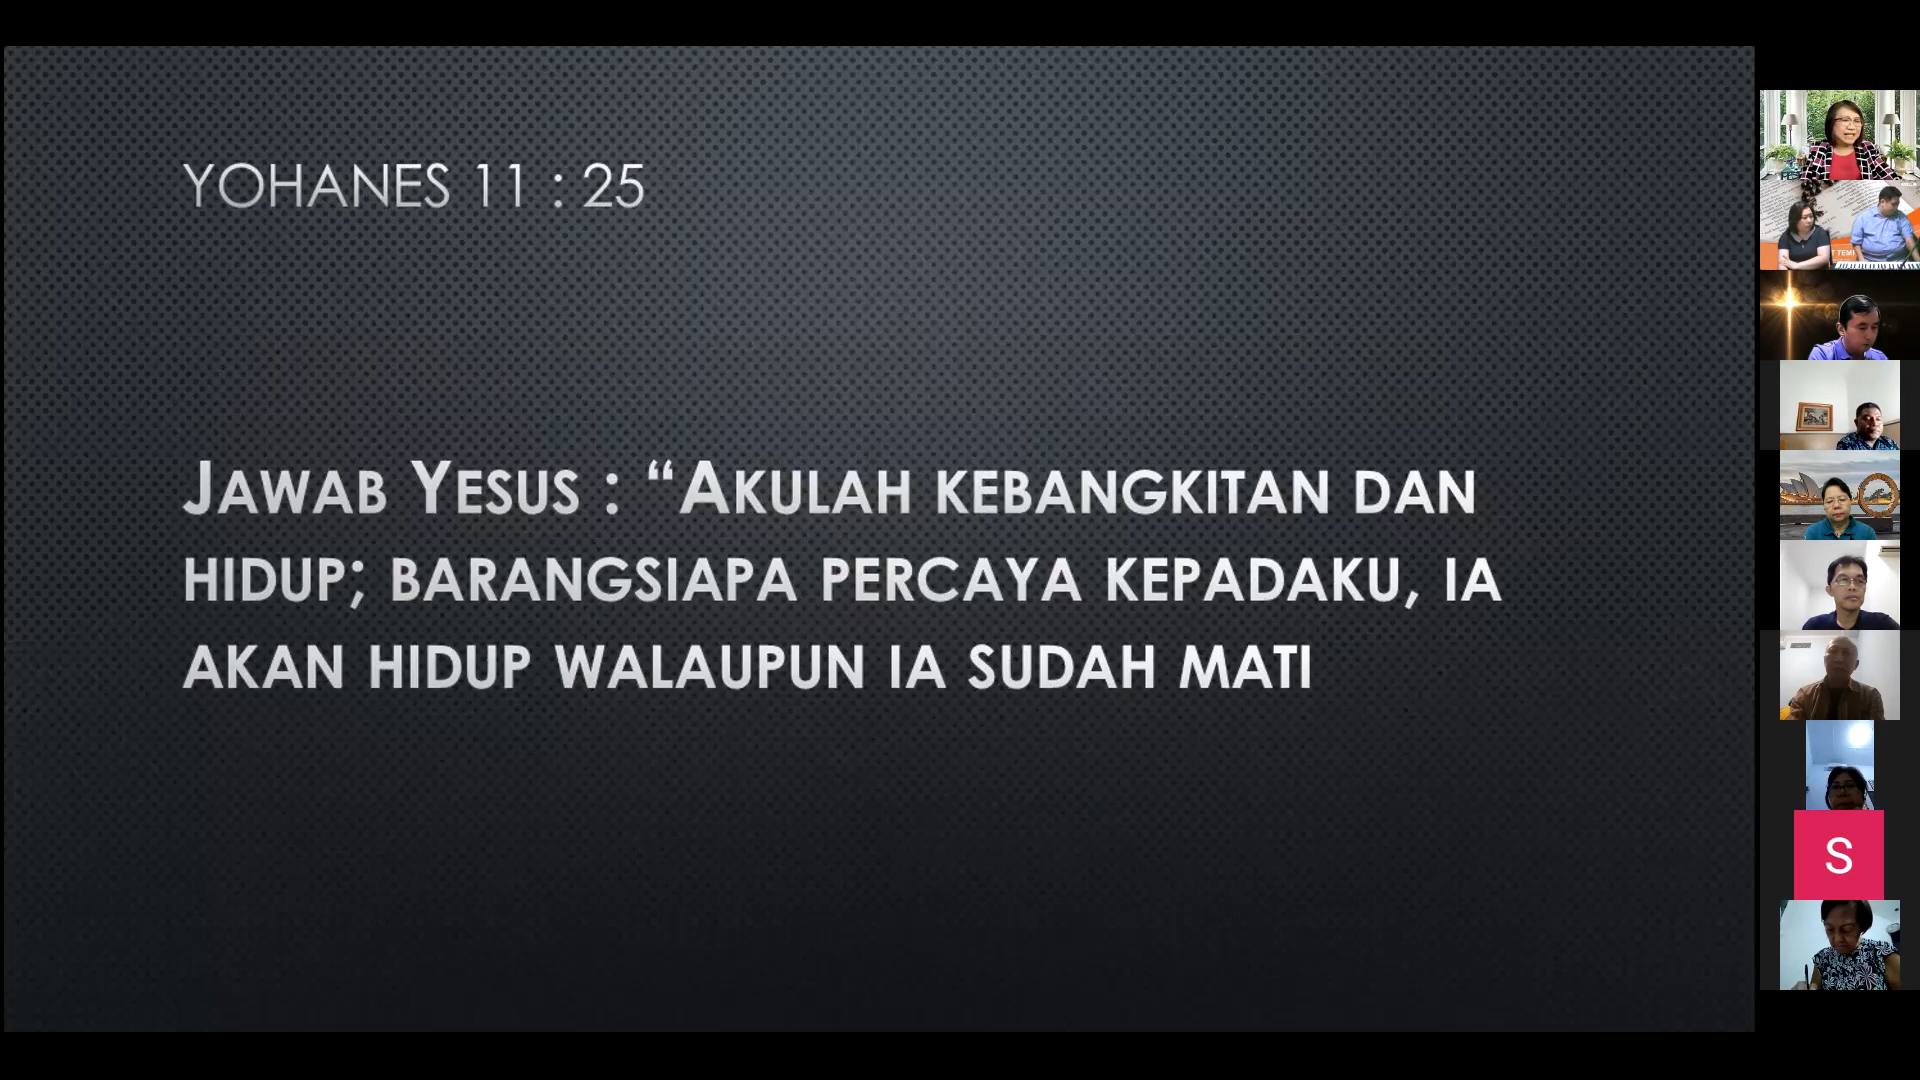 YOHANES 11 : 25
JAWAB YESUS : “AKULAH KEBANGKITAN DAN
HIDUP; BARANGSIAPA PERCAYA KEPADAKU, IA
AKAN HIDUP WALAUPUN IA SUDAH MATI
S